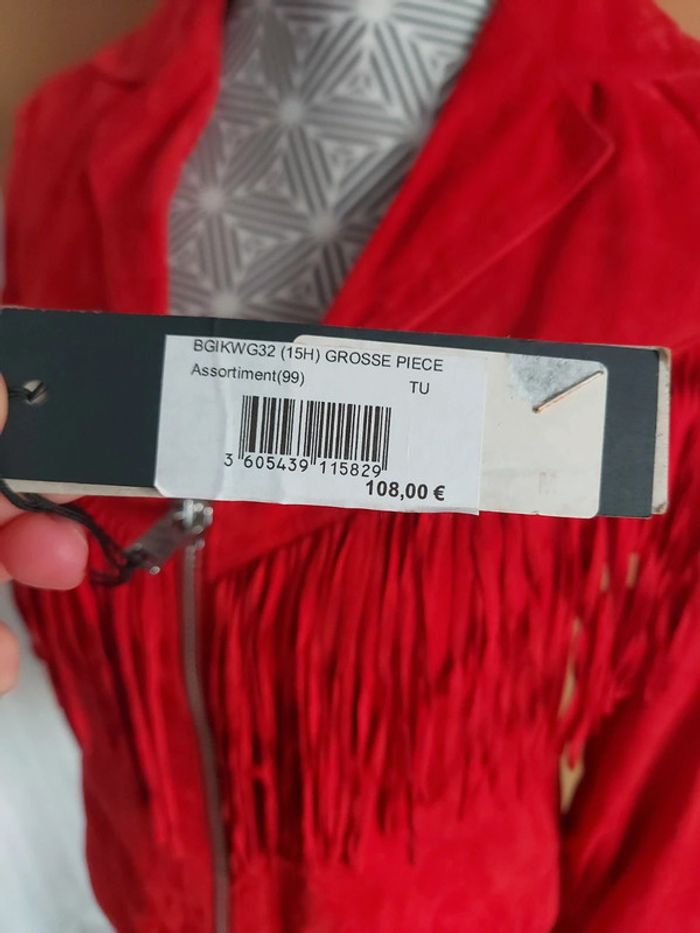 BGIKWG32 (15H) GROSSE PIECE
Assortiment(99)
TU
3 605439 115829
108,00 €